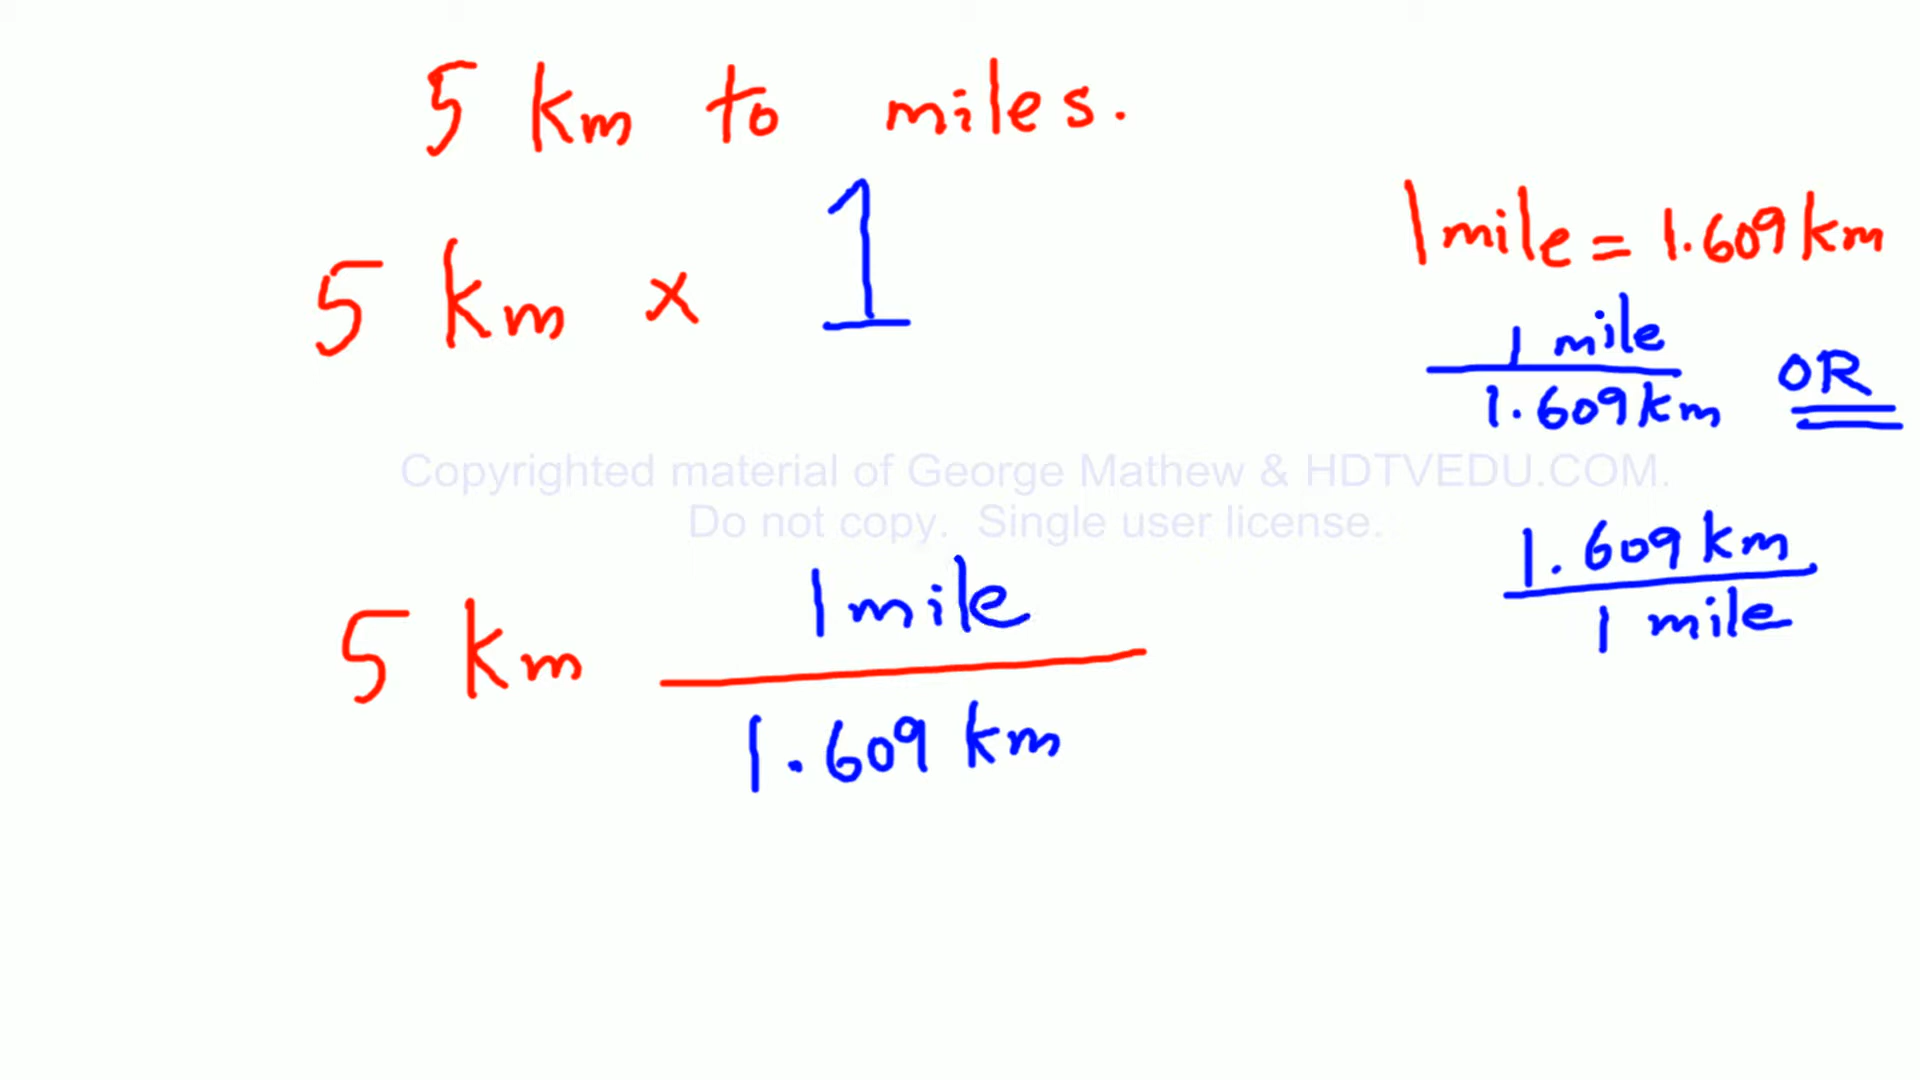 5 km to miles.
5 km x 1
1 mile = 1.609 km
1 mile
1.609 km
OR
1.609 km
1 mile
Copyrighted material of George Mathew & HDTVEDU.COM.
Do not copy. Single user license.
5 km 1 mile
1.609 km